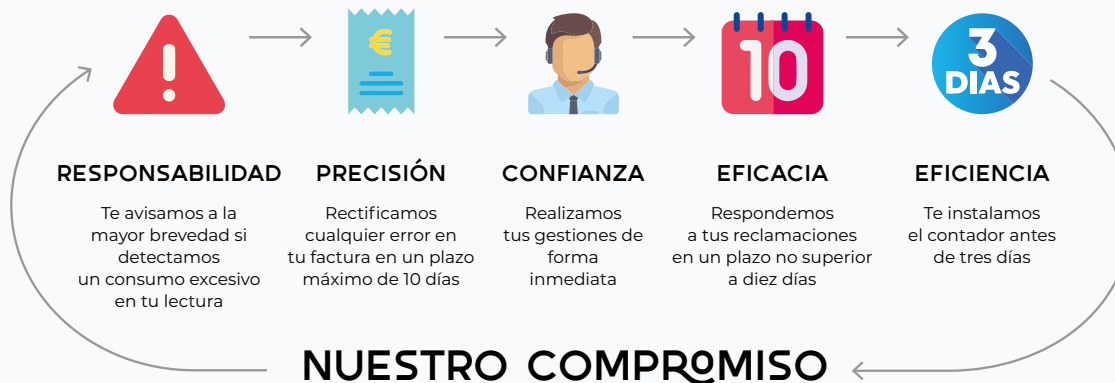 10
3
DIAS
RESPONSABILIDAD
Te avisamos a la
mayor brevedad si
detectamos
un consumo excesivo
en tu lectura
PRECISIÓN
Rectificamos
cualquier error en
tu factura en un plazo
máximo de 10 días
CONFIANZA
Realizamos
tus gestiones de
forma
inmediata
EFICACIA
Respondemos
a tus reclamaciones
en un plazo no superior
a diez días
EFICIENCIA
Te instalamos
el contador antes
de tres días
NUESTRO COMPROMISO